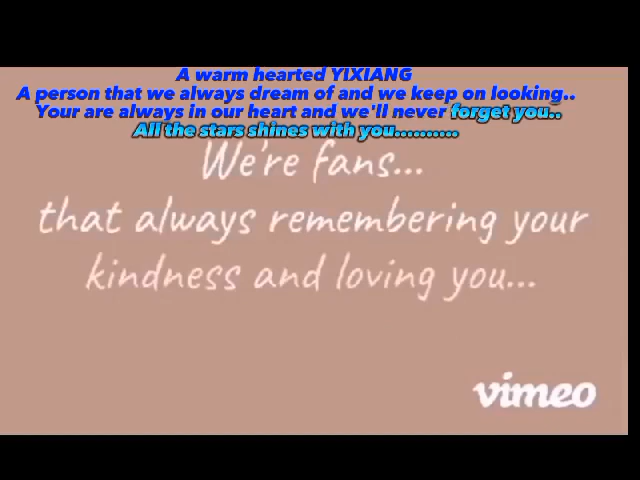 A warm hearted YIXIANG
A person that we always dream of and we keep on looking..
Your are always in our heart and we'll never forget you..
All the stars shines with you..........
We're fans...
that always remembering your
kindness and loving you...
vimeo